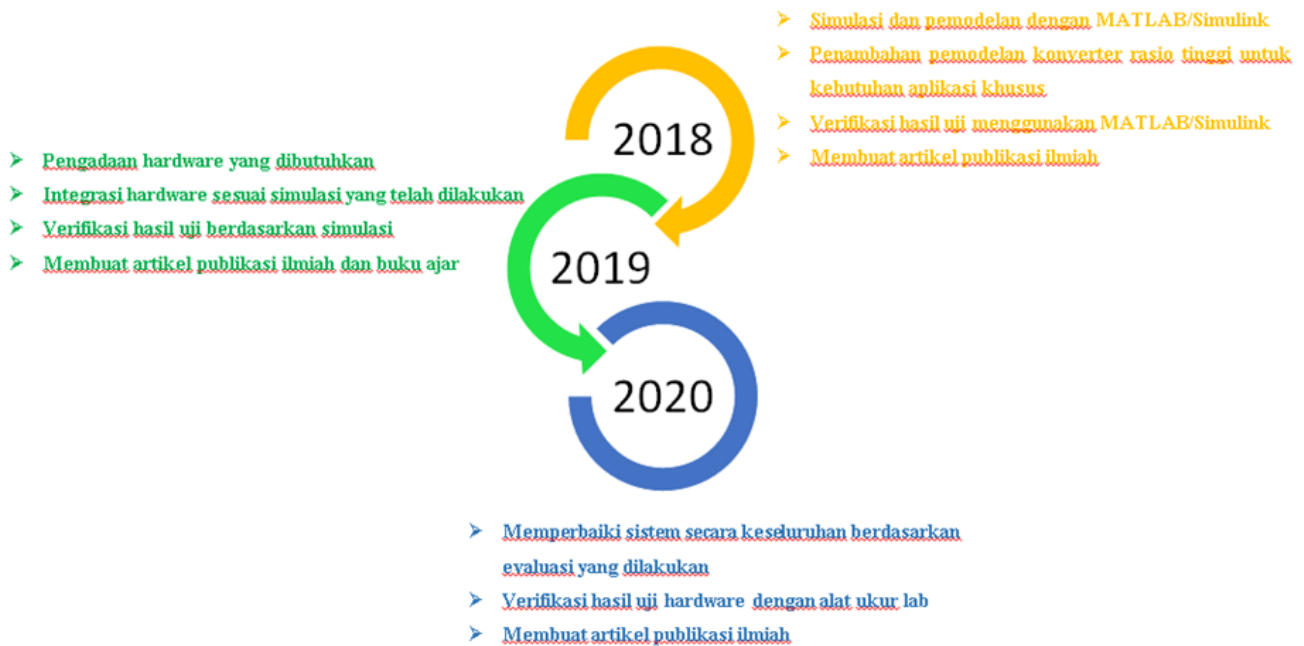 ➢ Simulasi dan pemodelan dengan MATLAB/Simulink
➢ Penambahan pemodelan konverter rasio tinggi untuk
kebutuhan aplikasi khusus
➢ Verifikasi hasil uji menggunakan MATLAB/Simulink
➢ Membuat artikel publikasi ilmiah
2018
➢ Pengadaan hardware yang dibutuhkan
➢ Integrasi hardware sesuai simulasi yang telah dilakukan
➢ Verifikasi hasil uji berdasarkan simulasi
➢ Membuat artikel publikasi ilmiah dan buku ajar
2019
2020
➢ Memperbaiki sistem secara keseluruhan berdasarkan
evaluasi yang dilakukan
➢ Verifikasi hasil uji hardware dengan alat ukur lab
➢ Membuat artikel publikasi ilmiah